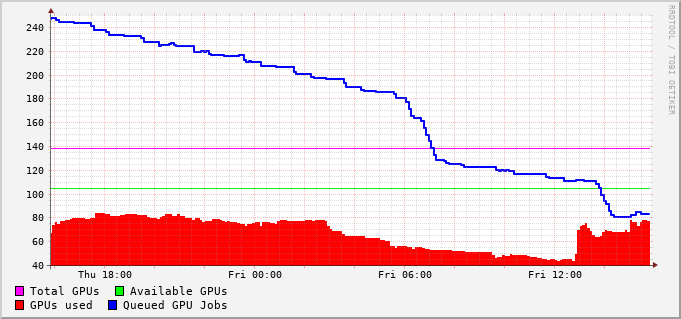 RRDTOOL / TOBI OETIKER
240
220
200
180
160
140
120
100
80
60
40
Thu 18:00 Fri 00:00 Fri 06:00 Fri 12:00
Total GPUs Available GPUs
GPUs used Queued GPU Jobs